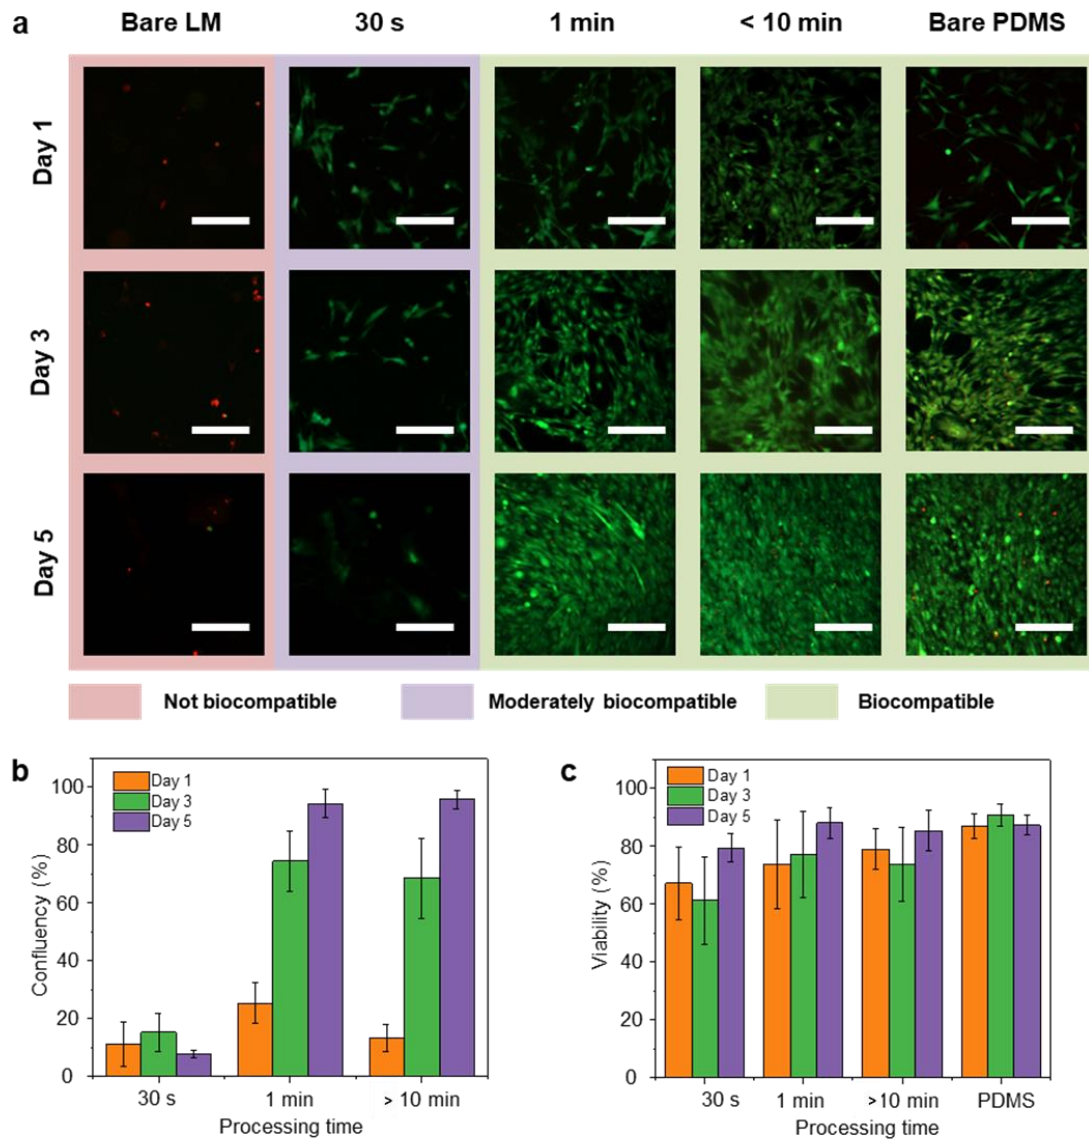 a
Bare LM 30 s 1 min < 10 min Bare PDMS
Day 1
Day 3
Day 5
Not biocompatible Moderately biocompatible Biocompatible
b
Day 1
Day 3
Day 5
100
80
60
40
20
0
Confluency (%)
30 s 1 min > 10 min
Processing time
c
Day 1
Day 3
Day 5
100
80
60
40
20
0
Viability (%)
30 s 1 min >10 min PDMS
Processing time